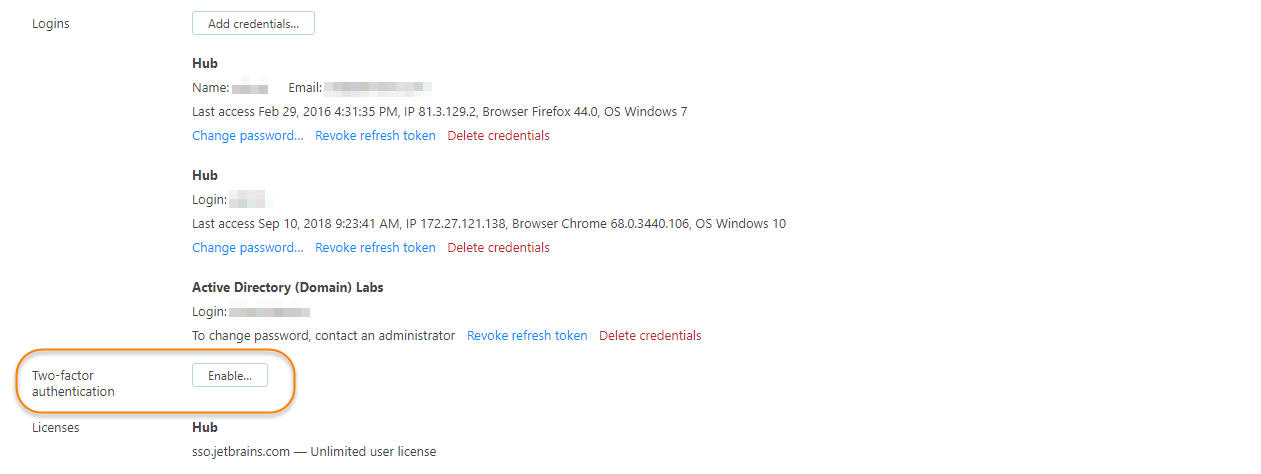 Logins Add credentials...
Hub
Name: Email:
Last access Feb 29, 2016 4:31:35 PM, IP 81.3.129.2, Browser Firefox 44.0, OS Windows 7
Change password... Revoke refresh token Delete credentials
Hub
Login:
Last access Sep 10, 2018 9:23:41 AM, IP 172.27.121.138, Browser Chrome 68.0.3440.106, OS Windows 10
Change password... Revoke refresh token Delete credentials
Active Directory (Domain) Labs
Login:
To change password, contact an administrator Revoke refresh token Delete credentials
Two-factor
authentication
Enable...
Licenses Hub
sso.jetbrains.com — Unlimited user license